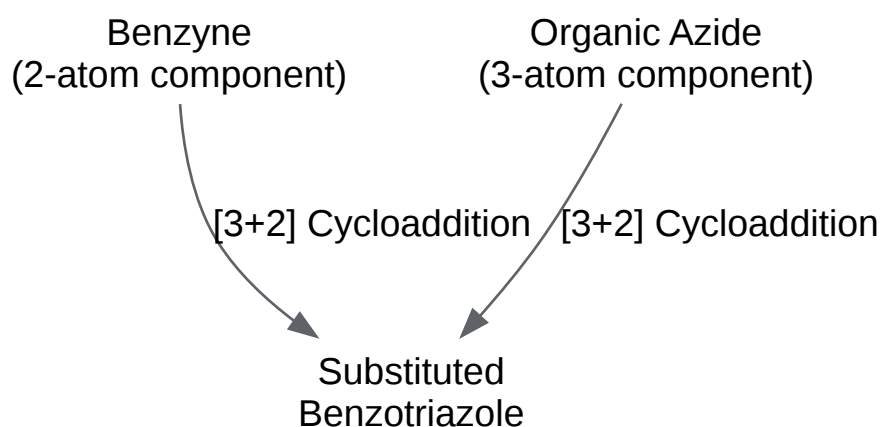 Benzyne
(2-atom component)
Organic Azide
(3-atom component)
[3+2] Cycloaddition
[3+2] Cycloaddition
Substituted
Benzotriazole